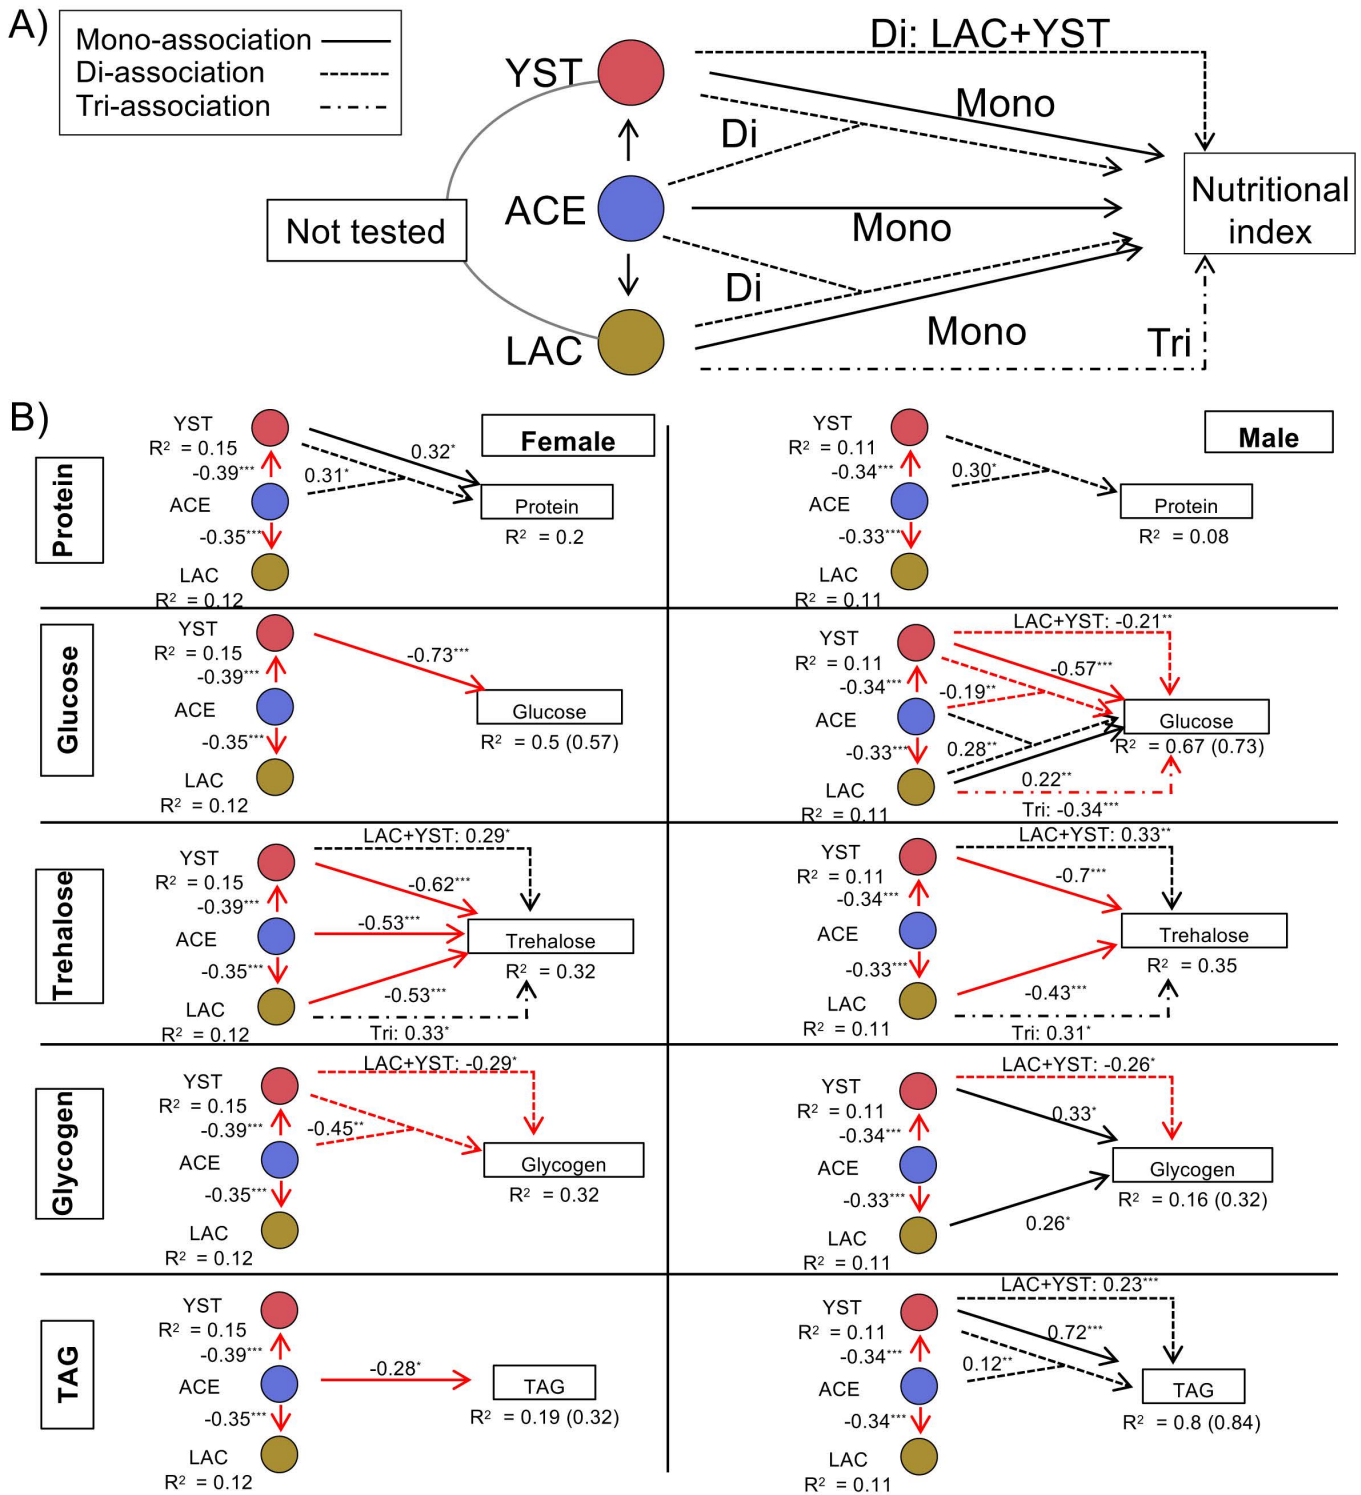 A)
Mono-association
Di-association
Tri-association
Di: LAC+YST
YST
Mono
Di
ACE
Mono
Not tested
Nutritional
index
Di
LAC
Mono
Tri
B)
Protein
Female
YST
R² = 0.15
-0.39***
0.32*
0.31*
ACE
Protein
R² = 0.2
-0.35***
LAC
R² = 0.12
Male
YST
R² = 0.11
-0.34***
0.30*
ACE
Protein
R² = 0.08
-0.33***
LAC
R² = 0.11
Glucose
YST
R² = 0.15
-0.39***
-0.73***
ACE
Glucose
R² = 0.5 (0.57)
-0.35***
LAC
R² = 0.12
LAC+YST: -0.21**
YST
R² = 0.11
-0.57***
-0.34***
-0.19**
ACE
Glucose
R² = 0.67 (0.73)
-0.33***
0.28**
LAC
0.22**
R² = 0.11
Tri: -0.34***
Trehalose
LAC+YST: 0.29*
YST
R² = 0.15
-0.62***
-0.39***
ACE
-0.53***
Trehalose
R² = 0.32
-0.35***
-0.53***
LAC
R² = 0.12
Tri: 0.33*
LAC+YST: 0.33**
YST
R² = 0.11
-0.7***
-0.34***
ACE
Trehalose
R² = 0.35
-0.33***
-0.43***
LAC
R² = 0.11
Tri: 0.31*
Glycogen
LAC+YST: -0.29*
YST
R² = 0.15
-0.39***
-0.45**
ACE
Glycogen
R² = 0.32
-0.35***
LAC
R² = 0.12
LAC+YST: -0.26*
YST
R² = 0.11
0.33*
-0.34***
ACE
Glycogen
R² = 0.16 (0.32)
-0.33***
0.26*
LAC
R² = 0.11
TAG
YST
R² = 0.15
-0.39***
-0.28*
ACE
TAG
R² = 0.19 (0.32)
-0.35***
LAC
R² = 0.12
LAC+YST: 0.23***
YST
R² = 0.11
0.72***
-0.34***
0.12**
ACE
TAG
R² = 0.8 (0.84)
-0.34***
LAC
R² = 0.11